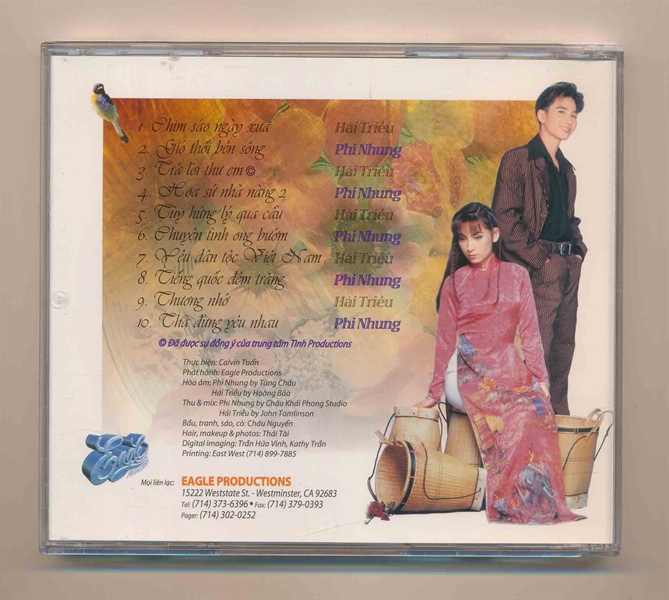 1. Chim sáo ngày xưa Hải Triều
2. Gió thổi bên sông Phi Nhung
3. Trả lời thư em © Hải Triều
4. Hoa sứ nhà nàng 2 Phi Nhung
5. Tùy hứng lý qua cầu Hải Triều
6. Chuyện tình ong bướm Phi Nhung
7. Yêu dân tộc Việt Nam Hải Triều
8. Tiếng quốc đêm trăng Phi Nhung
9. Thương nhớ Hải Triều
10. Thà đừng yêu nhau Phi Nhung
© Đã được sự đồng ý của trung tâm Tình Productions
Thực hiện: Calvin Tuấn
Phát hành: Eagle Productions
Hòa âm: Phi Nhung by Tùng Châu
Hải Triều by Hoàng Bảo
Thu & mix: Phi Nhung by Châu Khải Phong Studio
Hải Triều by John Tomlinson
Bầu, tranh, sáo, cò: Châu Nguyễn
Hair, makeup & photos: Thái Tài
Digital imaging: Trần Hứa Vinh, Kathy Trần
Printing: East West (714) 899-7885
Eagle
Mọi liên lạc: EAGLE PRODUCTIONS
15222 Weststate St. - Westminster, CA 92683
Tel: (714) 373-6396 * Fax: (714) 379-0393
Pager: (714) 302-0252